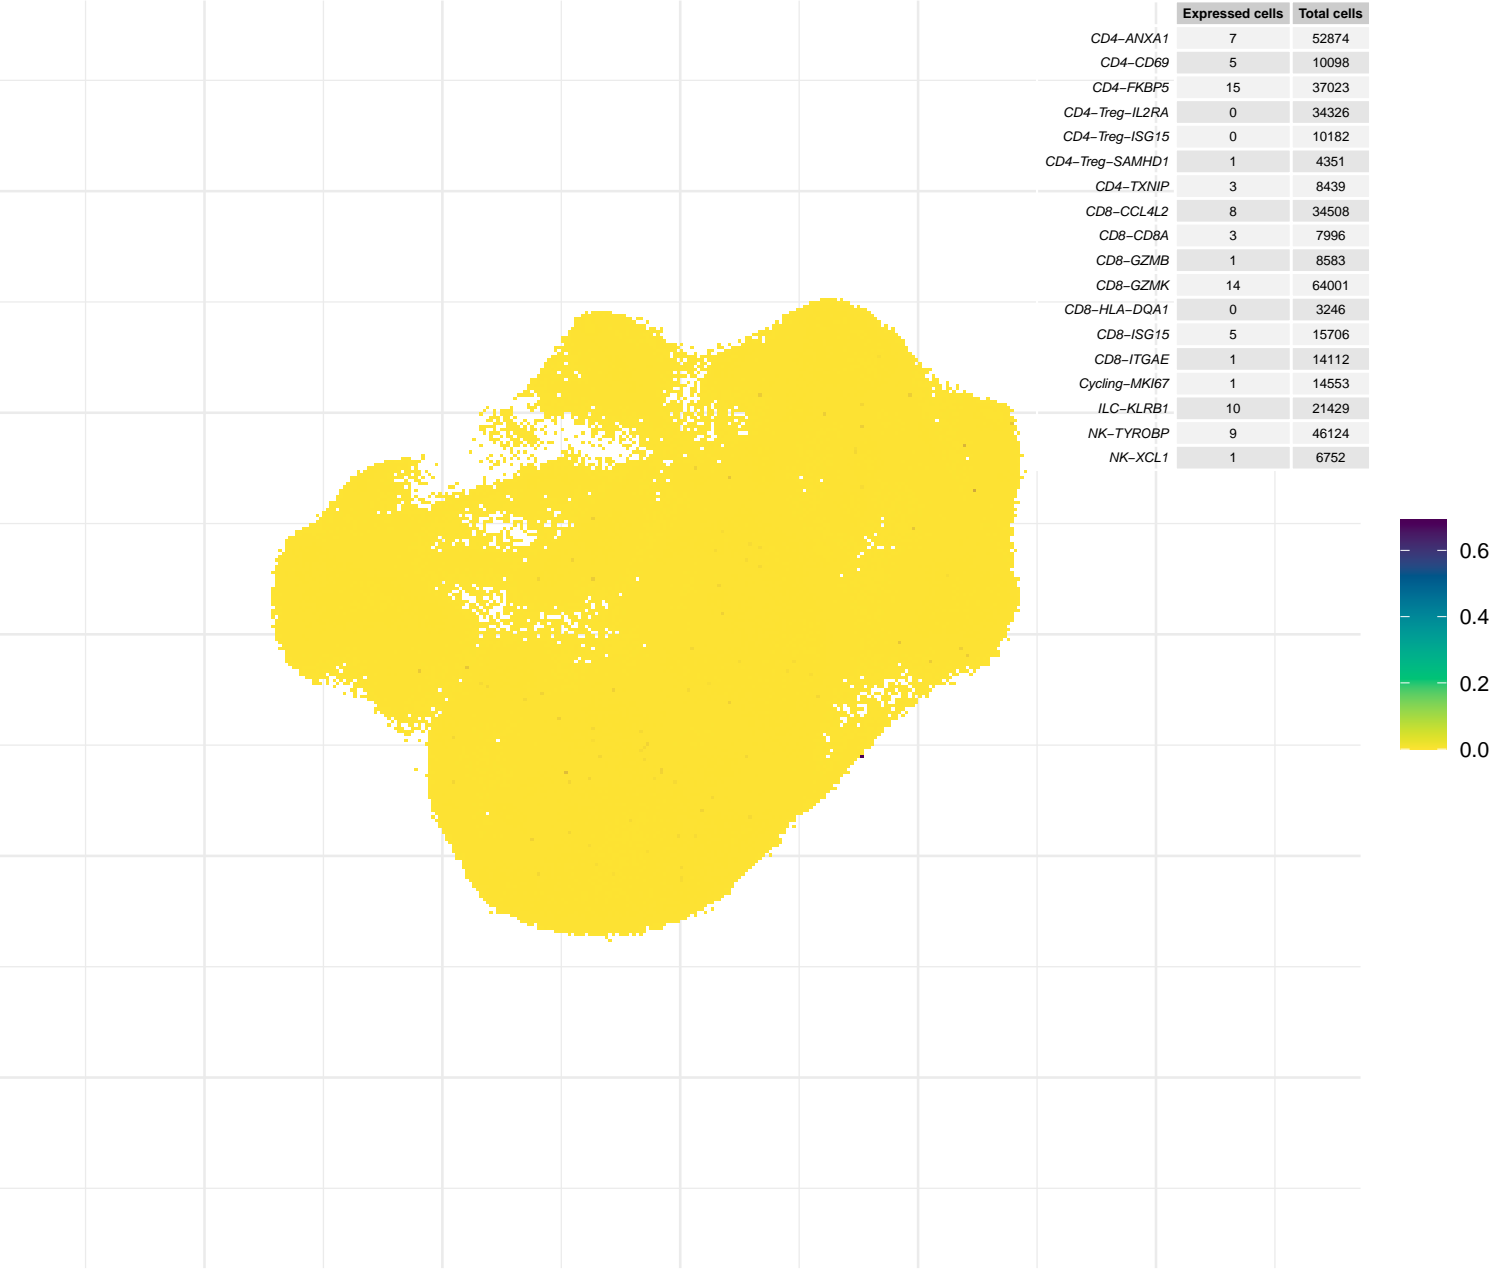 Expressed cells Total cells
CD4−ANXA1 7 52874
CD4−CD69 5 10098
CD4−FKBP5 15 37023
CD4−Treg−IL2RA 0 34326
CD4−Treg−ISG15 0 10182
CD4−Treg−SAMHD1 1 4351
CD4−TXNIP 3 8439
CD8−CCL4L2 8 34508
CD8−CD8A 3 7996
CD8−GZMB 1 8583
CD8−GZMK 14 64001
CD8−HLA−DQA1 0 3246
CD8−ISG15 5 15706
CD8−ITGAE 1 14112
Cycling−MKI67 1 14553
ILC−KLRB1 10 21429
NK−TYROBP 9 46124
NK−XCL1 1 6752
0.6
0.4
0.2
0.0